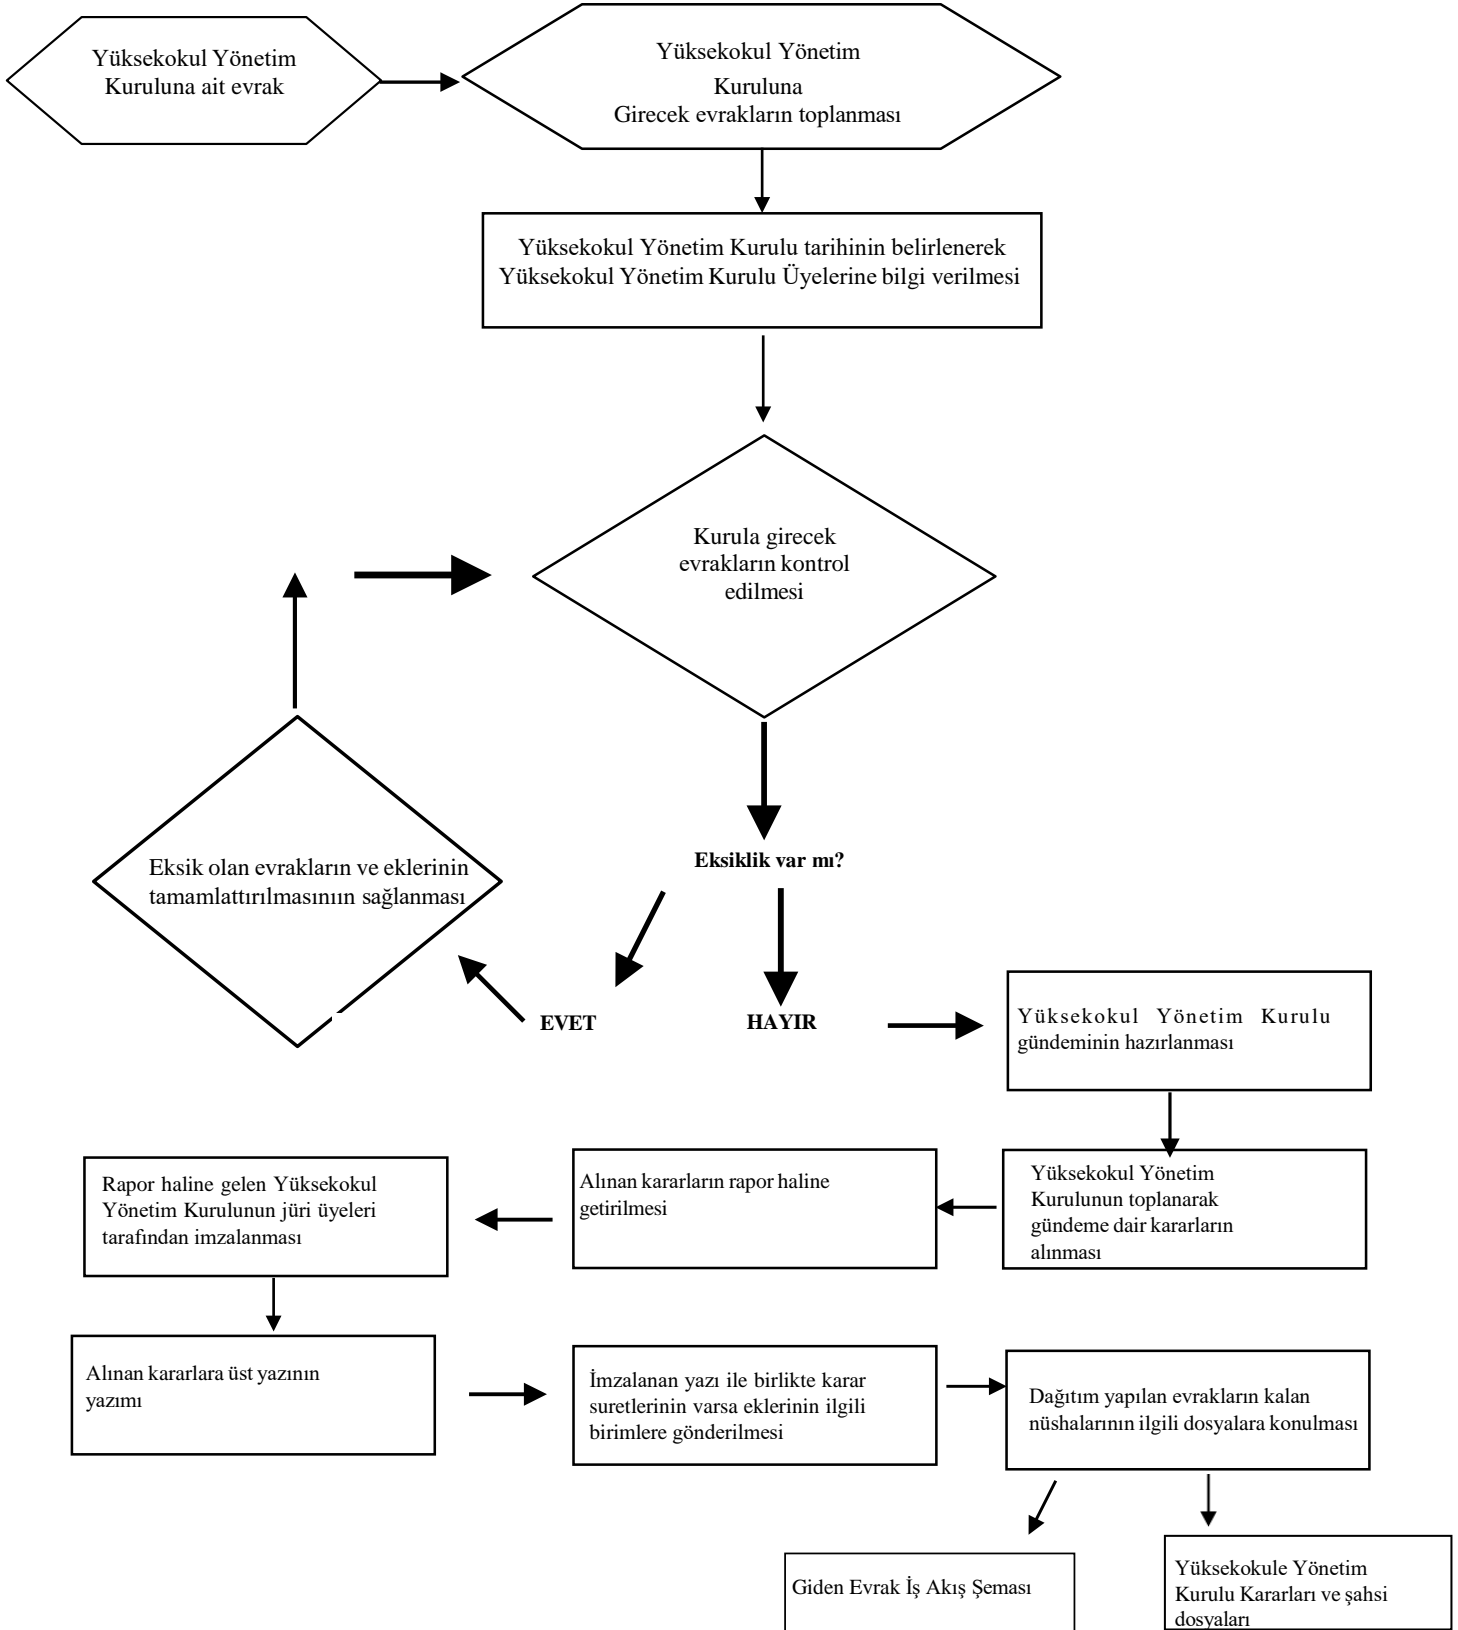 Yüksekokul Yönetim
Kuruluna ait evrak
Yüksekokul Yönetim
Kuruluna
Girecek evrakların toplanması
Yüksekokul Yönetim Kurulu tarihinin belirlenerek
Yüksekokul Yönetim Kurulu Üyelerine bilgi verilmesi
Kurula girecek
evrakların kontrol
edilmesi
Eksik olan evrakların ve eklerinin
tamamlattırılmasınıın sağlanması
Eksiklik var mı?
EVET
HAYIR
Yüksekokul Yönetim Kurulu
gündeminin hazırlanması
Yüksekokul Yönetim
Kurulunun toplanarak
gündeme dair kararların
alınması
Alınan kararların rapor haline
getirilmesi
Rapor haline gelen Yüksekokul
Yönetim Kurulunun jüri üyeleri
tarafından imzalanması
Alınan kararlara üst yazının
yazımı
İmzalanan yazı ile birlikte karar
suretlerinin varsa eklerinin ilgili
birimlere gönderilmesi
Dağıtım yapılan evrakların kalan
nüshalarının ilgili dosyalara konulması
Giden Evrak İş Akış Şeması
Yüksekokule Yönetim
Kurulu Kararları ve şahsi
dosyaları